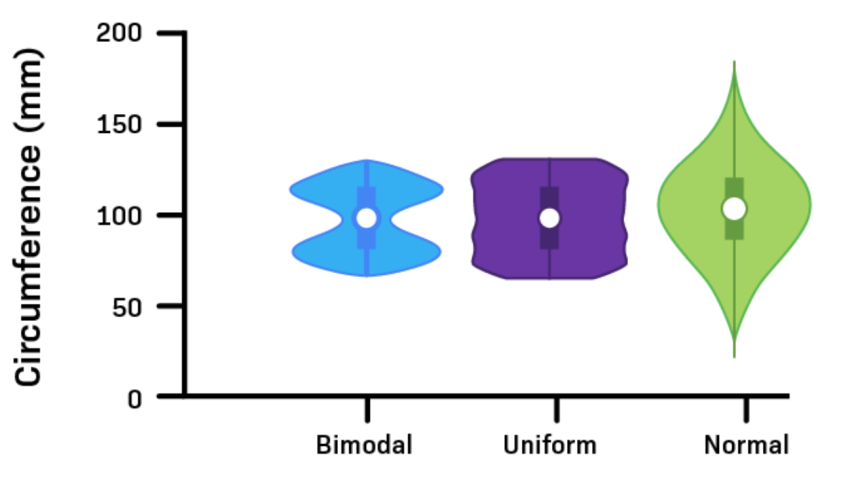 Circumference (mm)
200
150
100
50
0
Bimodal
Uniform
Normal